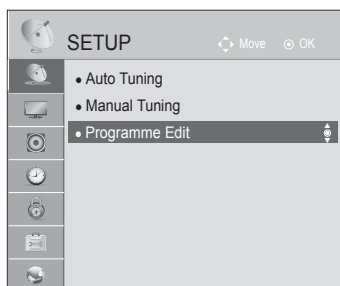 SETUP
Move
OK
• Auto Tuning
• Manual Tuning
• Programme Edit